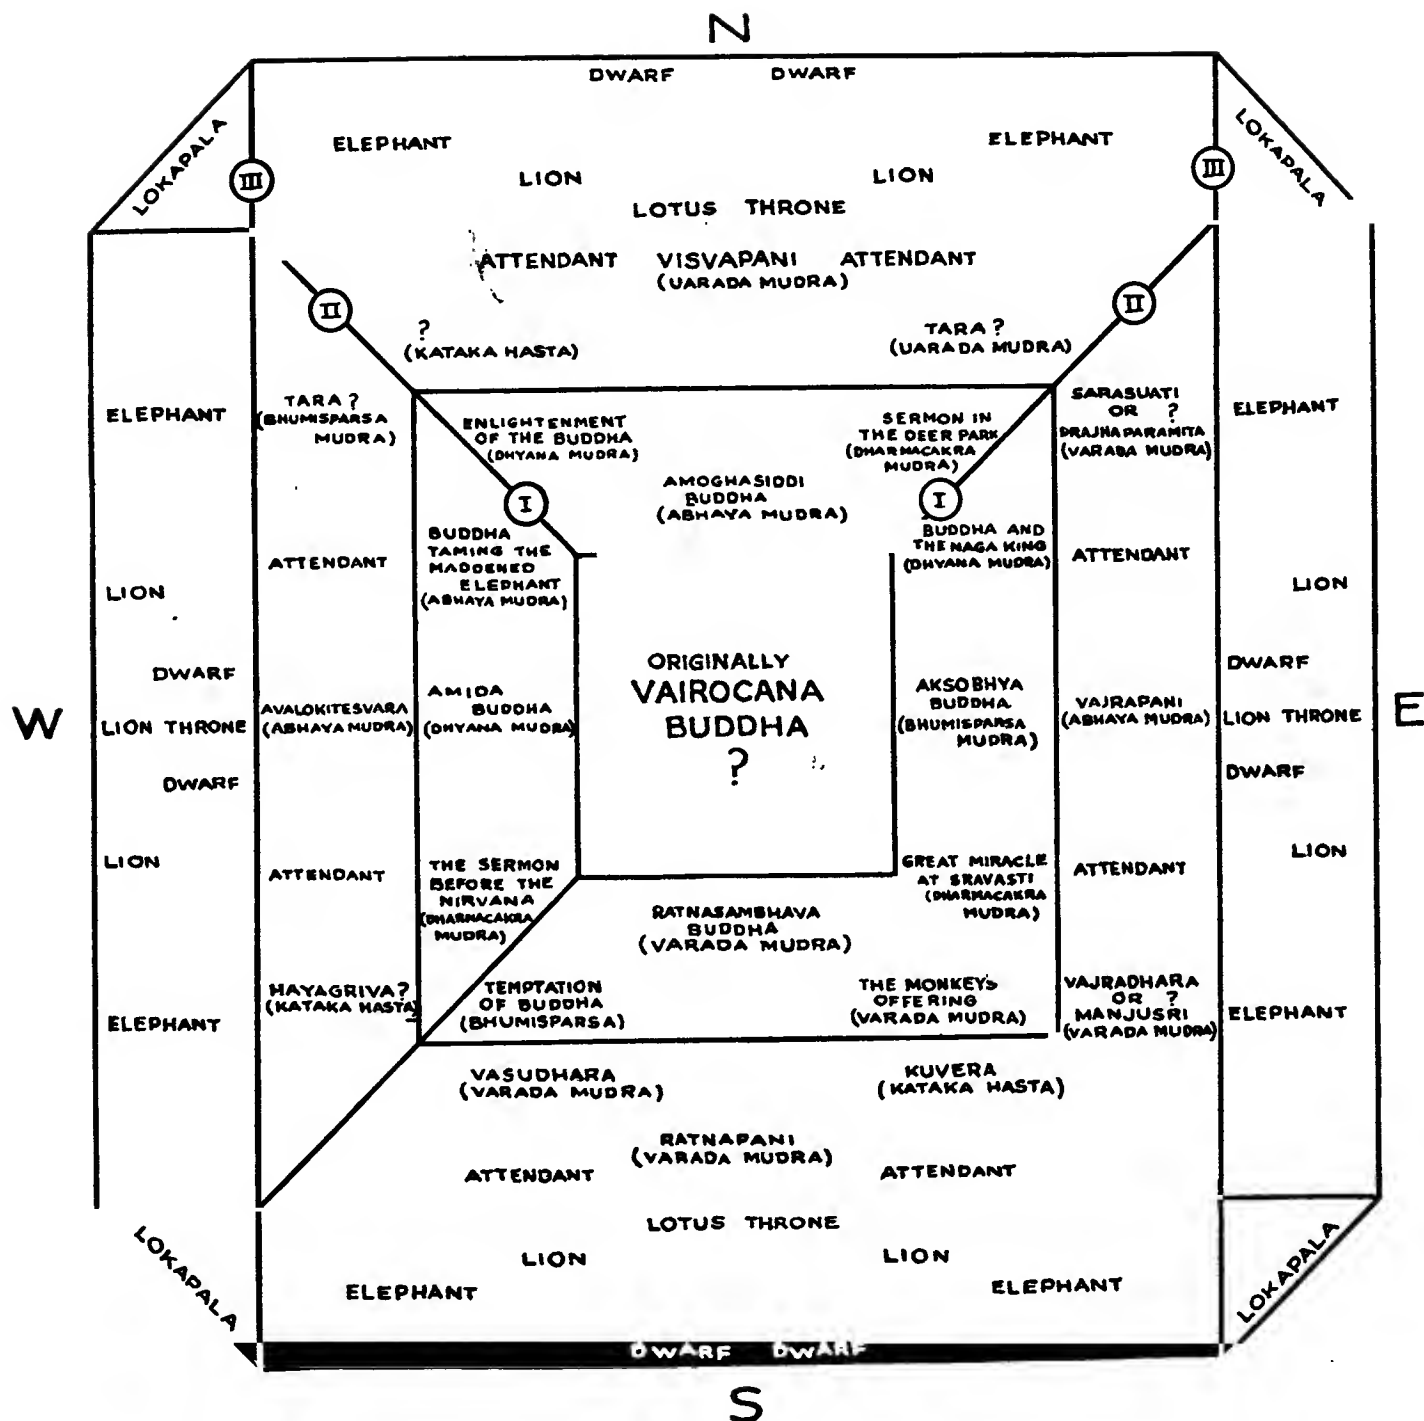 N
DWARF DWARF
LOKAPALA
ELEPHANT
ELEPHANT
LOKAPALA
III
LION
LION
III
LOTUS THRONE
ATTENDANT VISVAPANI ATTENDANT
(UARADA MUDRA)
II
II
?
(KATAKA HASTA)
TARA ?
(UARADA MUDRA)
ELEPHANT
TARA ?
(BHUMISPARSA
MUDRA)
ENLIGHTENMENT
OF THE BUDDHA
(DHYANA MUDRA)
SERMON IN
THE DEER PARK
(DHARMACAKRA
MUDRA)
SARASUATI
OR ?
DRAJHAPARAMITA
(VARADA MUDRA)
ELEPHANT
AMOGHASIDDI
BUDDHA
(ABHAYA MUDRA)
I
I
BUDDHA
TAMING THE
MADDENED
ELEPHANT
(ABHAYA MUDRA)
BUDDHA AND
THE NAGA KING
(DHYANA MUDRA)
ATTENDANT
ATTENDANT
LION
LION
DWARF
DWARF
W
LION THRONE
AVALOKITESVARA
(ABHAYA MUDRA)
AMIDA
BUDDHA
(DHYANA MUDRA)
ORIGINALLY
VAIROCANA
BUDDHA
?
AKSOBHYA
BUDDHA
(BHUMISPARSA
MUDRA)
VAJRAPANI
(ABHAYA MUDRA)
LION THRONE
E
DWARF
DWARF
LION
LION
ATTENDANT
THE SERMON
BEFORE THE
NIRVANA
(DHARMACAKRA
MUDRA)
GREAT MIRACLE
AT SRAVASTI
(DHARMACAKRA
MUDRA)
ATTENDANT
RATNASAMBHAVA
BUDDHA
(VARADA MUDRA)
ELEPHANT
HAYAGRIVA?
(KATAKA HASTA)
TEMPTATION
OF BUDDHA
(BHUMISPARSA)
THE MONKEY'S
OFFERING
(VARADA MUDRA)
VAJRADHARA
OR ?
MANJUSRI
(VARADA MUDRA)
ELEPHANT
VASUDHARA
(VARADA MUDRA)
KUVERA
(KATAKA HASTA)
RATNAPANI
(VARADA MUDRA)
ATTENDANT
ATTENDANT
LOTUS THRONE
LOKAPALA
LION
LION
LOKAPALA
ELEPHANT
ELEPHANT
DWARF DWARF
S